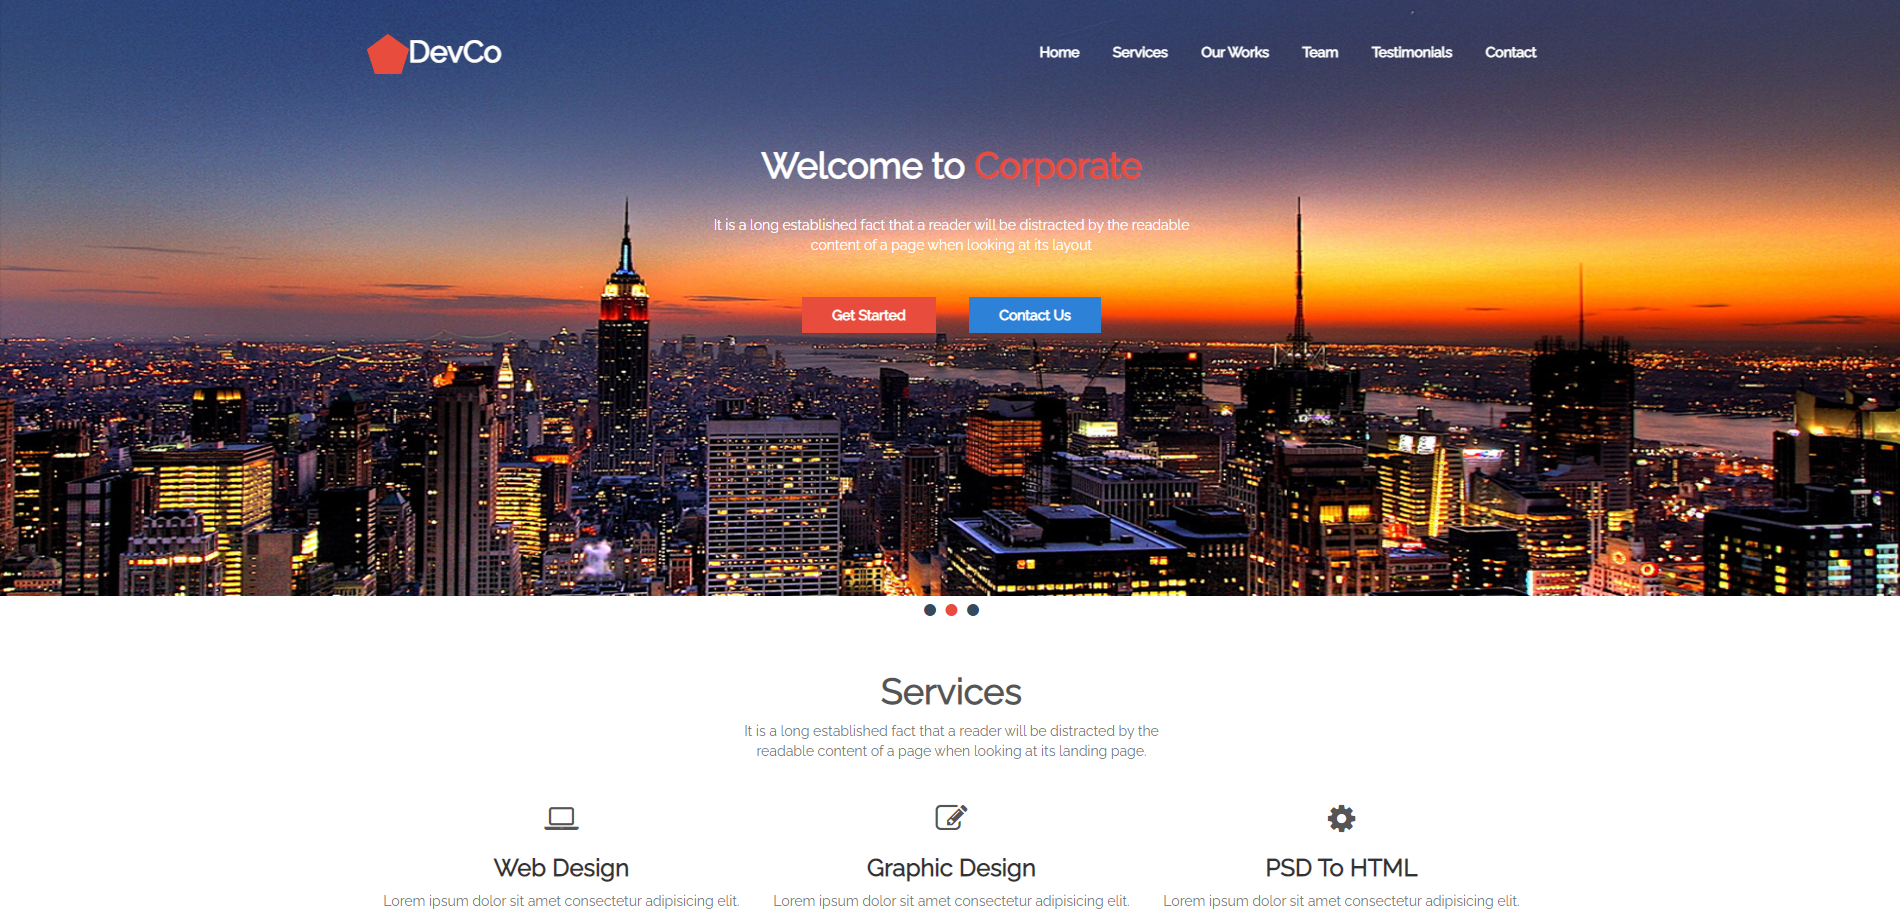 DevCo
Home Services Our Works Team Testimonials Contact
Welcome to Corporate
It is a long established fact that a reader will be distracted by the readable
content of a page when looking at its layout
Get Started Contact Us
Services
It is a long established fact that a reader will be distracted by the
readable content of a page when looking at its landing page.
Web Design
Lorem ipsum dolor sit amet consectetur adipisicing elit.
Graphic Design
Lorem ipsum dolor sit amet consectetur adipisicing elit.
PSD To HTML
Lorem ipsum dolor sit amet consectetur adipisicing elit.